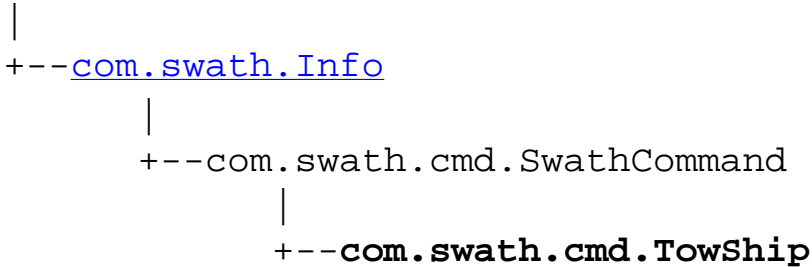 |
+--com.swath.Info
|
+--com.swath.cmd.SwathCommand
|
+--com.swath.cmd.TowShip